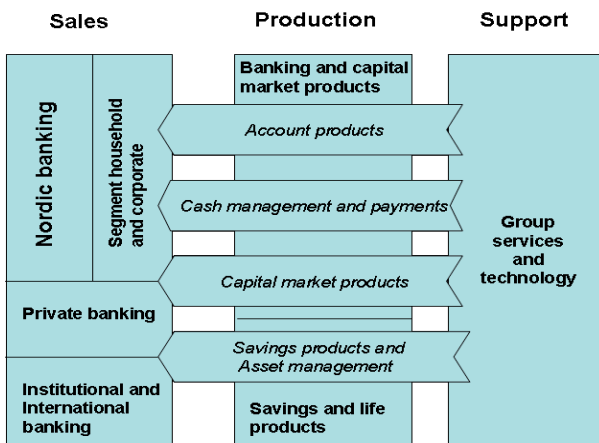 Sales
Production
Support
Nordic banking
Segment household
and corporate
Private banking
Institutional and
International
banking
Banking and capital
market products
Account products
Cash management and payments
Capital market products
Savings products and
Asset management
Savings and life
products
Group
services
and
technology